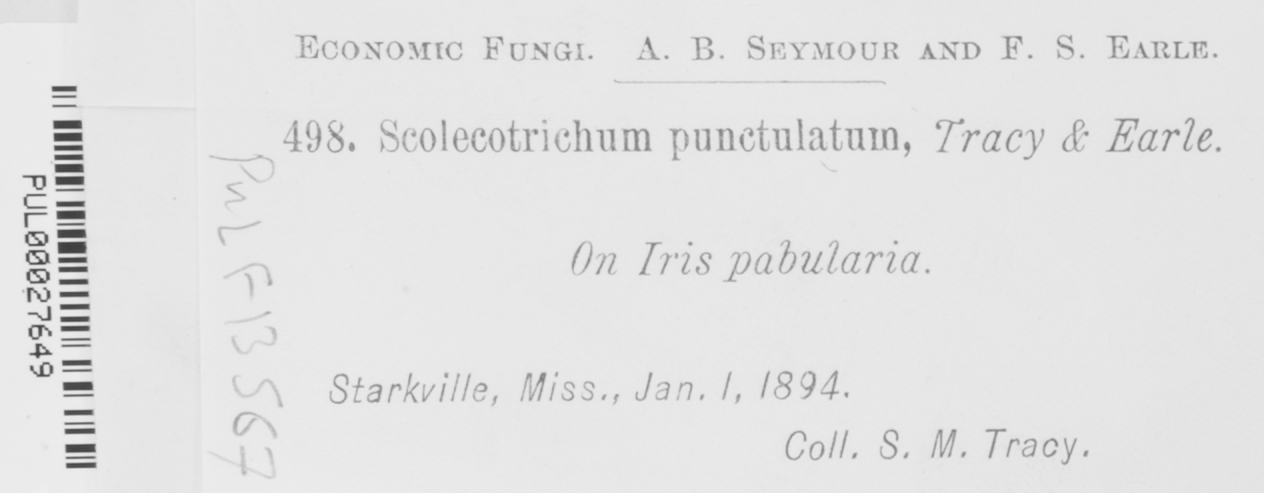 ECONOMIC FUNGI. A. B. SEYMOUR AND F. S. EARLE.
498. Scolecotrichum punctulatum, Tracy & Earle.
On Iris pabularia.
Starkville, Miss., Jan. 1, 1894.
Coll. S. M. Tracy.
PUL00027649
PUL F13567